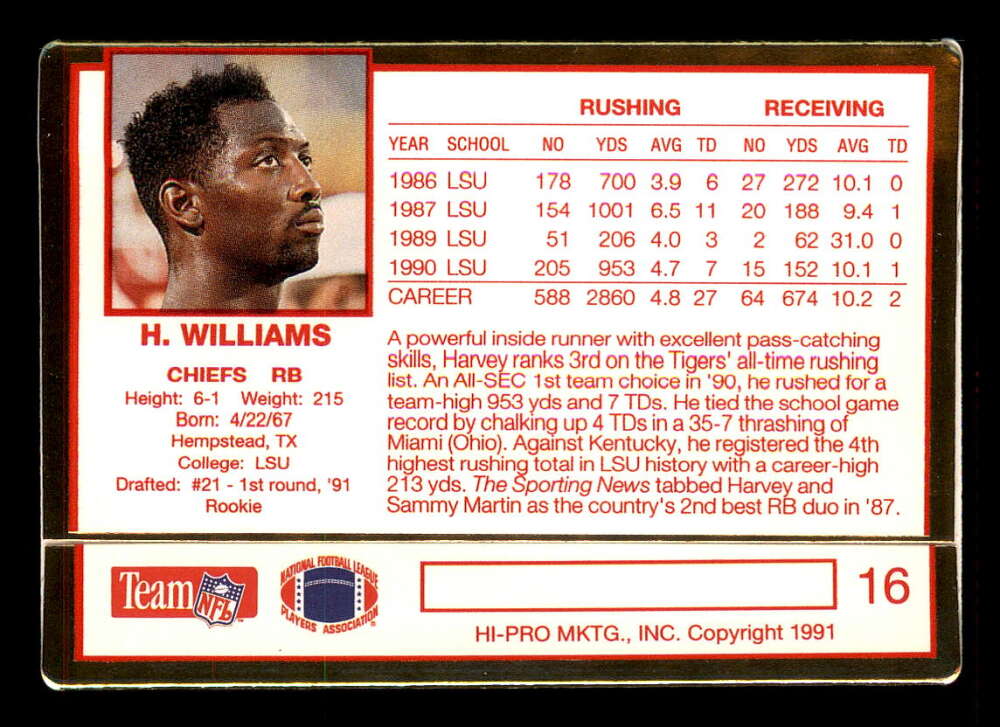 RUSHING RECEIVING
YEAR SCHOOL NO YDS AVG TD NO YDS AVG TD
1986 LSU 178 700 3.9 6 27 272 10.1 0
1987 LSU 154 1001 6.5 11 20 188 9.4 1
1989 LSU 51 206 4.0 3 2 62 31.0 0
1990 LSU 205 953 4.7 7 15 152 10.1 1
CAREER 588 2860 4.8 27 64 674 10.2 2
H. WILLIAMS
CHIEFS RB
Height: 6-1 Weight: 215
Born: 4/22/67
Hempstead, TX
College: LSU
Drafted: #21 - 1st round, '91
Rookie
A powerful inside runner with excellent pass-catching
skills, Harvey ranks 3rd on the Tigers' all-time rushing
list. An All-SEC 1st team choice in '90, he rushed for a
team-high 953 yds and 7 TDs. He tied the school game
record by chalking up 4 TDs in a 35-7 thrashing of
Miami (Ohio). Against Kentucky, he registered the 4th
highest rushing total in LSU history with a career-high
213 yds. The Sporting News tabbed Harvey and
Sammy Martin as the country's 2nd best RB duo in '87.
Team NFL™
NATIONAL FOOTBALL LEAGUE
PLAYERS ASSOCIATION®
16
HI-PRO MKTG., INC. Copyright 1991